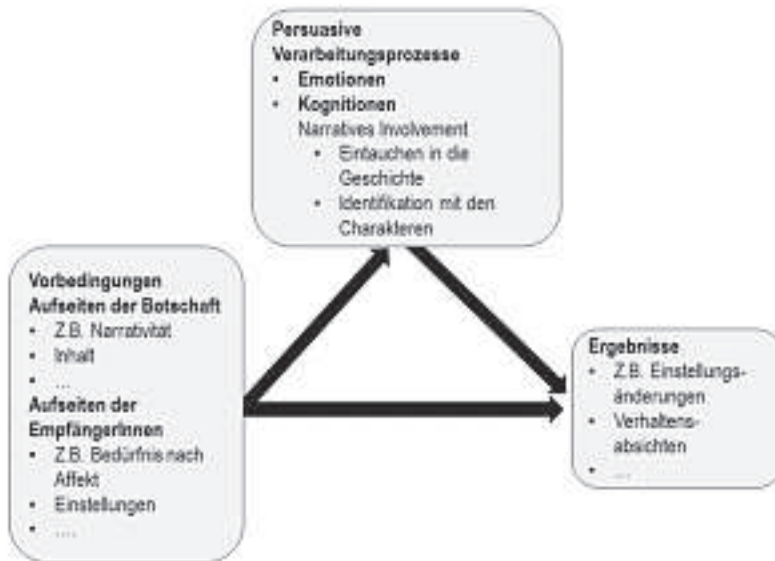 Persuasive
Verarbeitungsprozesse
• Emotionen
• Kognitionen
Narratives Involvement
• Eintauchen in die
Geschichte
• Identifikation mit den
Charakteren
Vorbedingungen
Aufseiten der Botschaft
• Z.B. Narrativität
• Inhalt
• ...
Aufseiten der
EmpfängerInnen
• Z.B. Bedürfnis nach
Affekt
• Einstellungen
• ....
Ergebnisse
• Z.B. Einstellungs-
änderungen
• Verhaltens-
absichten
• ...